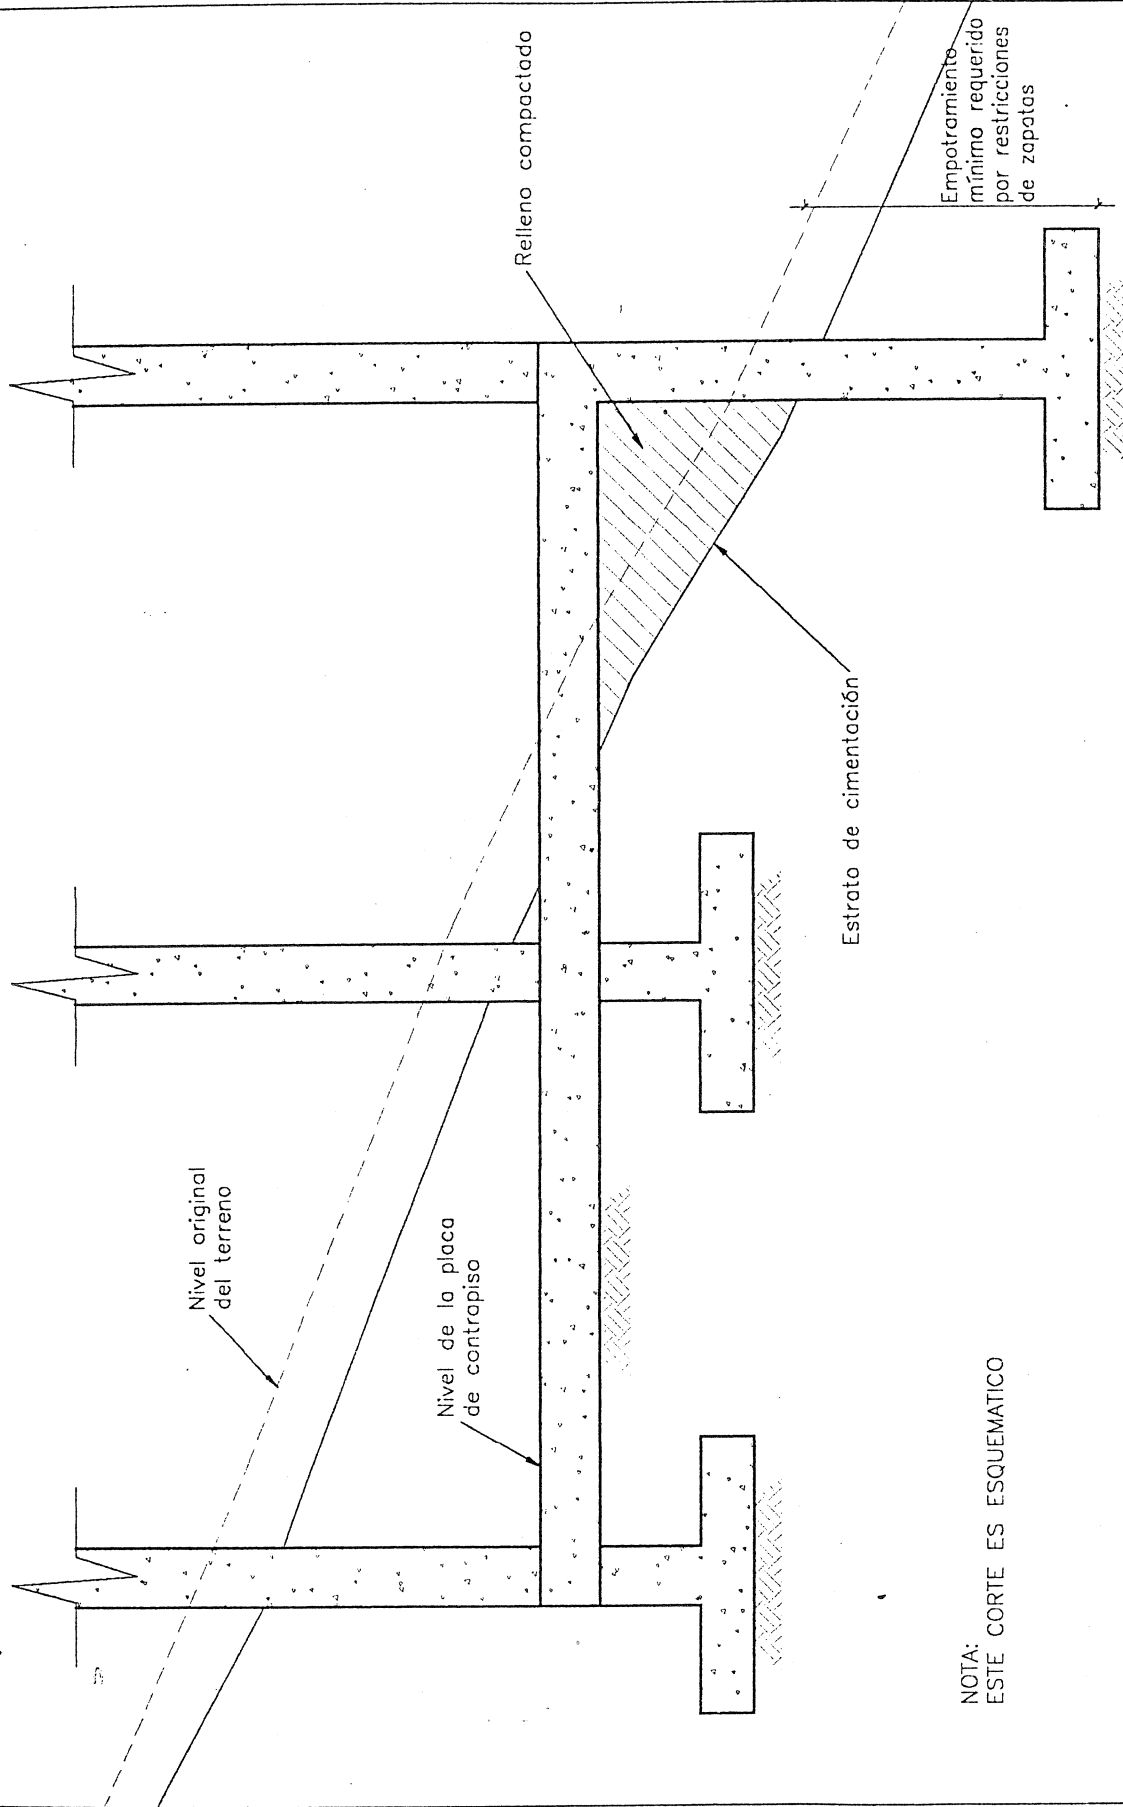 Nivel original
del terreno
Nivel de la placa
de contrapiso
Relleno compactado
Estrato de cimentación
Empotramiento
mínimo requerido
por restricciones
de zapatas
NOTA:
ESTE CORTE ES ESQUEMATICO